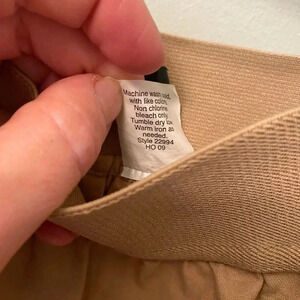 Machine wash cold,
with like colors.
Non chlorine
bleach only.
Tumble dry low
Warm iron as
needed.
Style 22994
HO 09